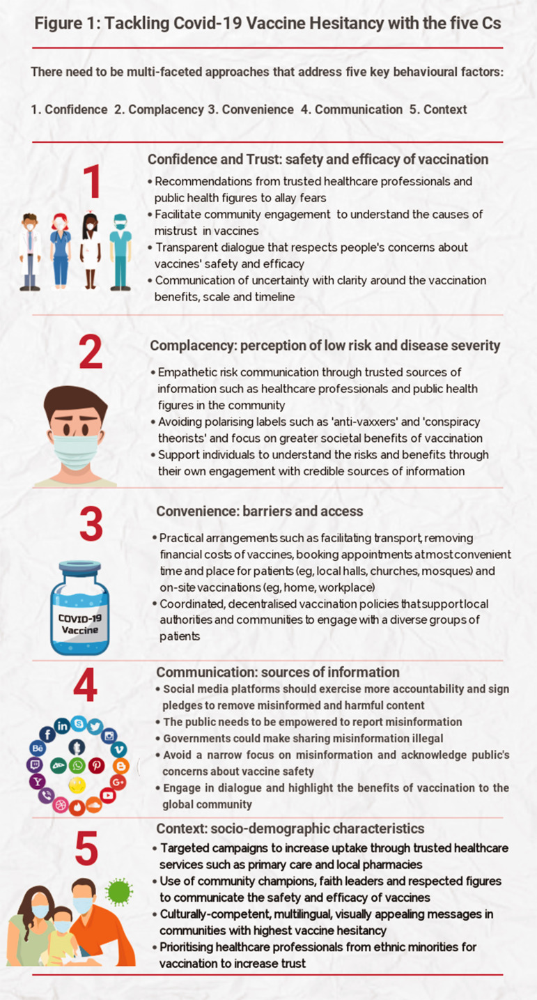 Figure 1: Tackling Covid-19 Vaccine Hesitancy with the five Cs
There need to be multi-faceted approaches that address five key behavioural factors:
1. Confidence 2. Complacency 3. Convenience 4. Communication 5. Context
1
Confidence and Trust: safety and efficacy of vaccination
• Recommendations from trusted healthcare professionals and
public health figures to allay fears
• Facilitate community engagement to understand the causes of
mistrust in vaccines
• Transparent dialogue that respects people's concerns about
vaccines' safety and efficacy
• Communication of uncertainty with clarity around the vaccination
benefits, scale and timeline
2
Complacency: perception of low risk and disease severity
• Empathetic risk communication through trusted sources of
information such as healthcare professionals and public health
figures in the community
• Avoiding polarising labels such as 'anti-vaxxers' and 'conspiracy
theorists' and focus on greater societal benefits of vaccination
• Support individuals to understand the risks and benefits through
their own engagement with credible sources of information
3
Convenience: barriers and access
• Practical arrangements such as facilitating transport, removing
financial costs of vaccines, booking appointments at most convenient
time and place for patients (eg, local halls, churches, mosques) and
on-site vaccinations (eg, home, workplace)
• Coordinated, decentralised vaccination policies that support local
authorities and communities to engage with a diverse groups of
patients
COVID-19
Vaccine
4
Communication: sources of information
• Social media platforms should exercise more accountability and sign
pledges to remove misinformed and harmful content
• The public needs to be empowered to report misinformation
• Governments could make sharing misinformation illegal
• Avoid a narrow focus on misinformation and acknowledge public's
concerns about vaccine safety
• Engage in dialogue and highlight the benefits of vaccination to the
global community
5
Context: socio-demographic characteristics
• Targeted campaigns to increase uptake through trusted healthcare
services such as primary care and local pharmacies
• Use of community champions, faith leaders and respected figures
to communicate the safety and efficacy of vaccines
• Culturally-competent, multilingual, visually appealing messages in
communities with highest vaccine hesitancy
• Prioritising healthcare professionals from ethnic minorities for
vaccination to increase trust